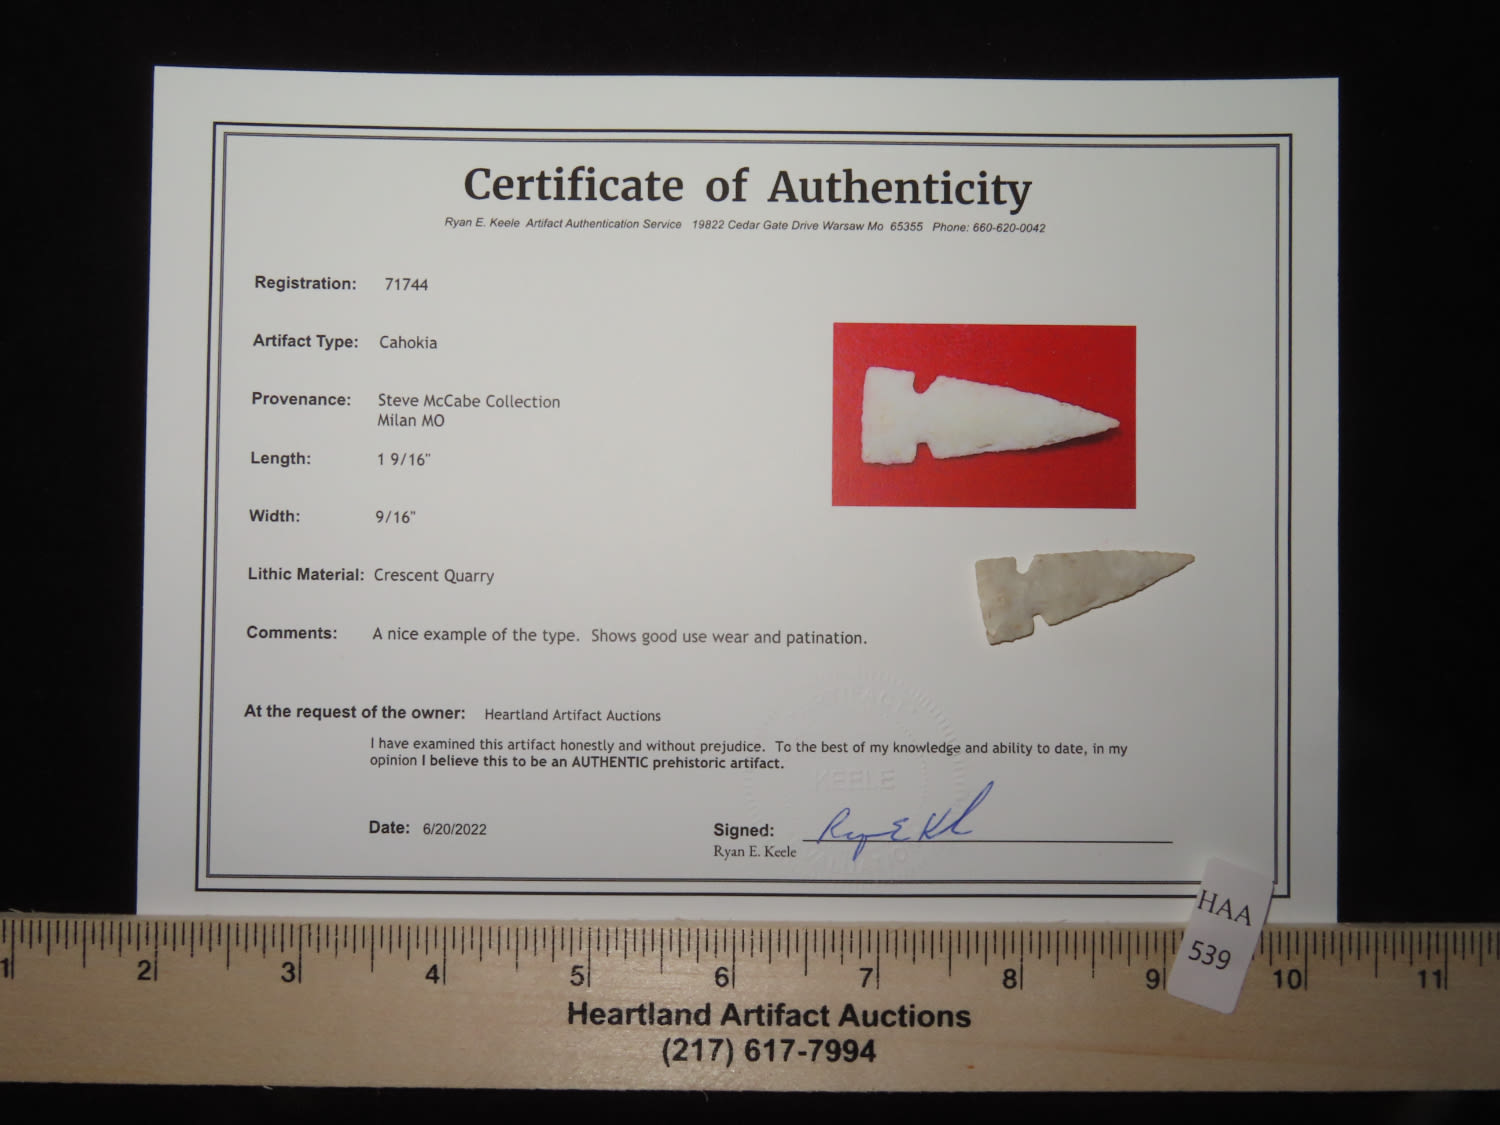 Certificate of Authenticity
Ryan E. Keele Artifact Authentication Service 19822 Cedar Gate Drive Warsaw Mo 65355 Phone: 660-620-0042
Registration: 71744
Artifact Type: Cahokia
Provenance: Steve McCabe Collection
Milan MO
Length: 1 9/16"
Width: 9/16"
Lithic Material: Crescent Quarry
Comments: A nice example of the type. Shows good use wear and patination.
At the request of the owner: Heartland Artifact Auctions
I have examined this artifact honestly and without prejudice. To the best of my knowledge and ability to date, in my
opinion I believe this to be an AUTHENTIC prehistoric artifact.
KEELE
Date: 6/20/2022
Signed: Ryan E Kel
Ryan E. Keele
HAA
539
1 2 3 4 5 6 7 8 9 10 11
Heartland Artifact Auctions
(217) 617-7994